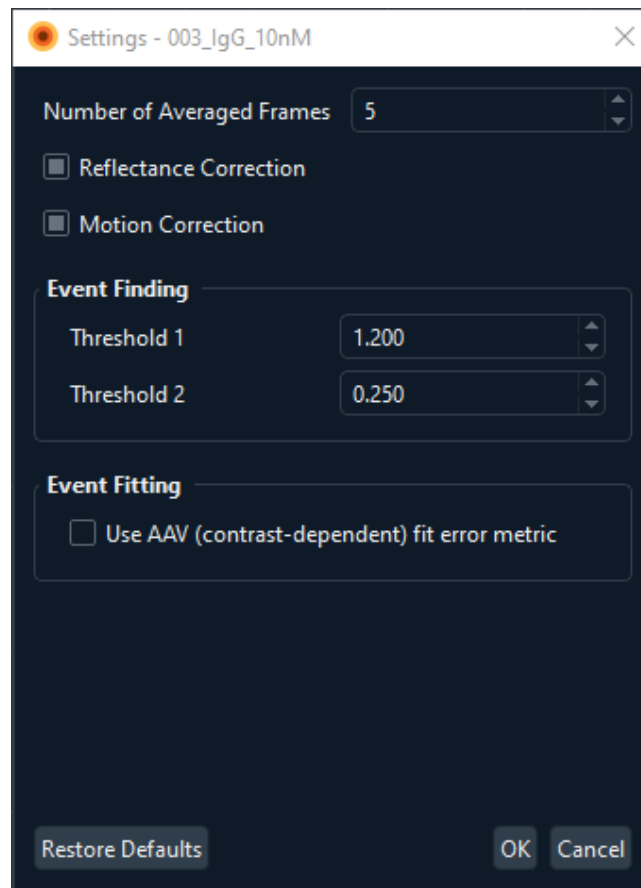 Settings - 003_IgG_10nM
Number of Averaged Frames 5
Reflectance Correction
Motion Correction
Event Finding
Threshold 1 1.200
Threshold 2 0.250
Event Fitting
Use AAV (contrast-dependent) fit error metric
Restore Defaults OK Cancel